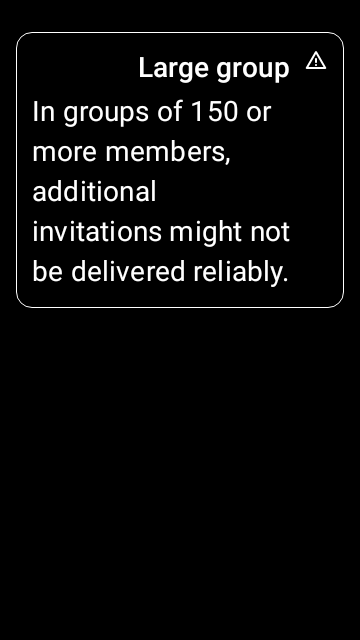 Large group
In groups of 150 or
more members,
additional
invitations might not
be delivered reliably.